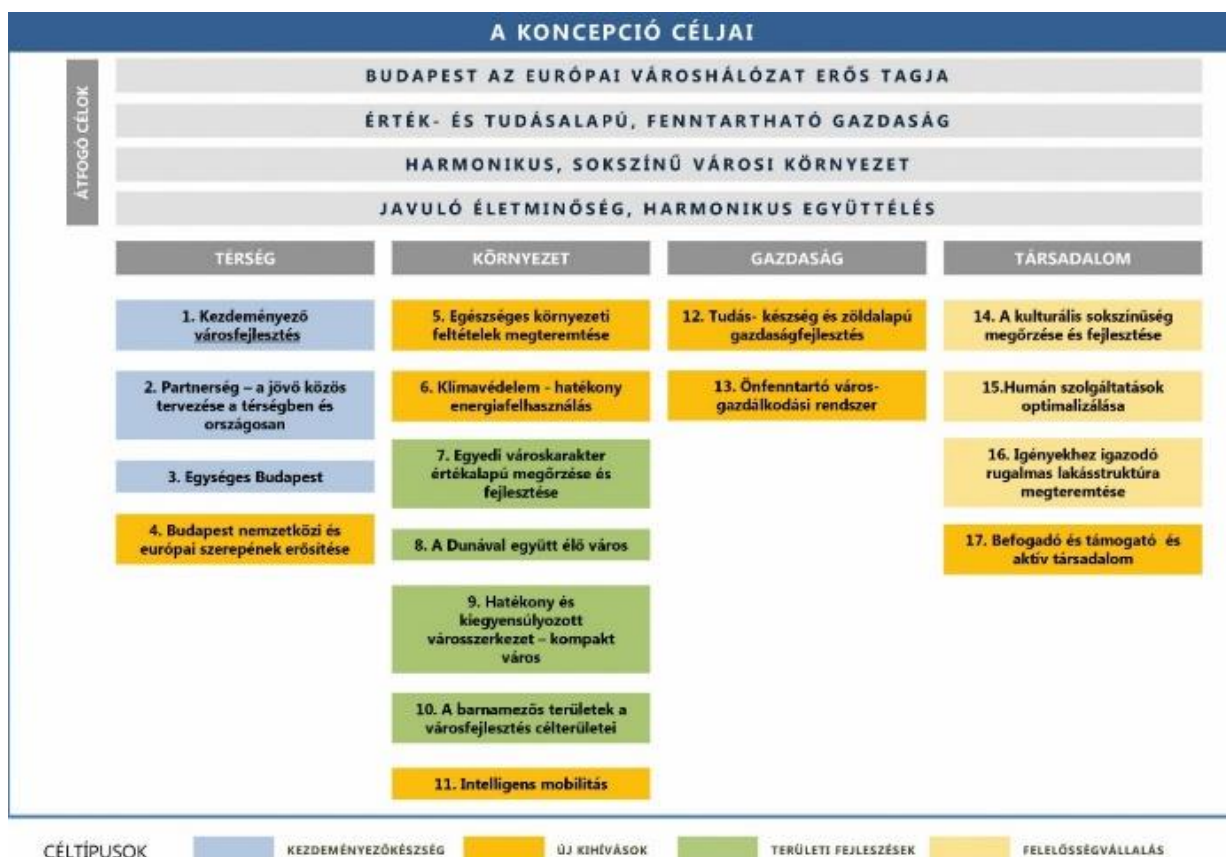 A KONCEPCIÓ CÉLJAI
ÁTFOGÓ CÉLOK
BUDAPEST AZ EURÓPAI VÁROSHÁLÓZAT ERŐS TAGJA
ÉRTÉK- ÉS TUDÁSALAPÚ, FENNTARTHATÓ GAZDASÁG
HARMONIKUS, SOKSZÍNŰ VÁROSI KÖRNYEZET
JAVULÓ ÉLETMINŐSÉG, HARMONIKUS EGYÜTTÉLÉS
TÉRSÉG
1. Kezdeményező
városfejlesztés
2. Partnerség – a jövő közös
tervezése a térségben és
országosan
3. Egységes Budapest
4. Budapest nemzetközi és
európai szerepének erősítése
KÖRNYEZET
5. Egészséges környezeti
feltételek megteremtése
6. Klímavédelem - hatékony
energiafelhasználás
7. Egyedi városkarakter
értékalapú megőrzése és
fejlesztése
8. A Dunával együtt élő város
9. Hatékony és
kiegyensúlyozott
városszerkezet – kompakt
város
10. A barnamezős területek a
városfejlesztés célterületei
11. Intelligens mobilitás
GAZDASÁG
12. Tudás- készség és zöldalapú
gazdaságfejlesztés
13. Önfenntartó város-
gazdálkodási rendszer
TÁRSADALOM
14. A kulturális sokszínűség
megőrzése és fejlesztése
15.Humán szolgáltatások
optimalizálása
16. Igényekhez igazodó
rugalmas lakásstruktúra
megteremtése
17. Befogadó és támogató és
aktív társadalom
CÉLTÍPUSOK
KEZDEMÉNYEZŐKÉSZSÉG
ÚJ KIHÍVÁSOK
TERÜLETI FEJLESZÉSEK
FELELŐSSÉGVÁLLALÁS